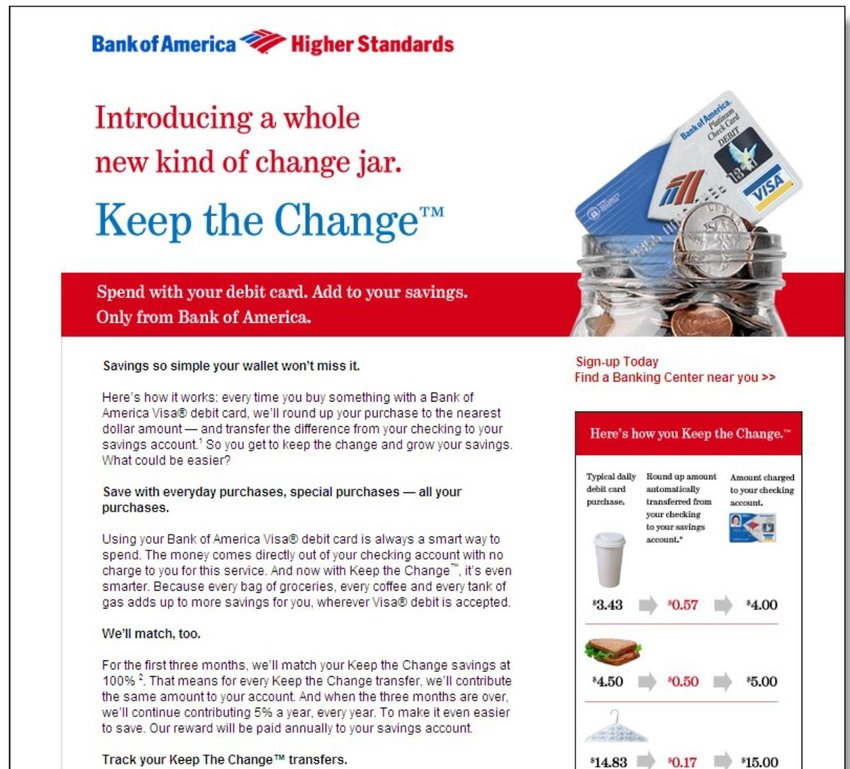 Bank of America Higher Standards
Introducing a whole
new kind of change jar.
Keep the Change™
Bank of America.
Platinum
Check Card
DEBIT
VISA
Spend with your debit card. Add to your savings.
Only from Bank of America.
Savings so simple your wallet won't miss it.
Here's how it works: every time you buy something with a Bank of
America Visa® debit card, we'll round up your purchase to the nearest
dollar amount — and transfer the difference from your checking to your
savings account.¹ So you get to keep the change and grow your savings.
What could be easier?
Save with everyday purchases, special purchases — all your
purchases.
Using your Bank of America Visa® debit card is always a smart way to
spend. The money comes directly out of your checking account with no
charge to you for this service. And now with Keep the Change™, it's even
smarter. Because every bag of groceries, every coffee and every tank of
gas adds up to more savings for you, wherever Visa® debit is accepted.
We'll match, too.
For the first three months, we'll match your Keep the Change savings at
100% ². That means for every Keep the Change transfer, we'll contribute
the same amount to your account. And when the three months are over,
we'll continue contributing 5% a year, every year. To make it even easier
to save. Our reward will be paid annually to your savings account.
Track your Keep The Change™ transfers.
Sign-up Today
Find a Banking Center near you >>
Here's how you Keep the Change.™
Typical daily
debit card
purchase.
Round up amount
automatically
transferred from
your checking
to your savings
account.*
Amount charged
to your checking
account.
$3.43 $0.57 $4.00
$4.50 $0.50 $5.00
$14.83 $0.17 $15.00